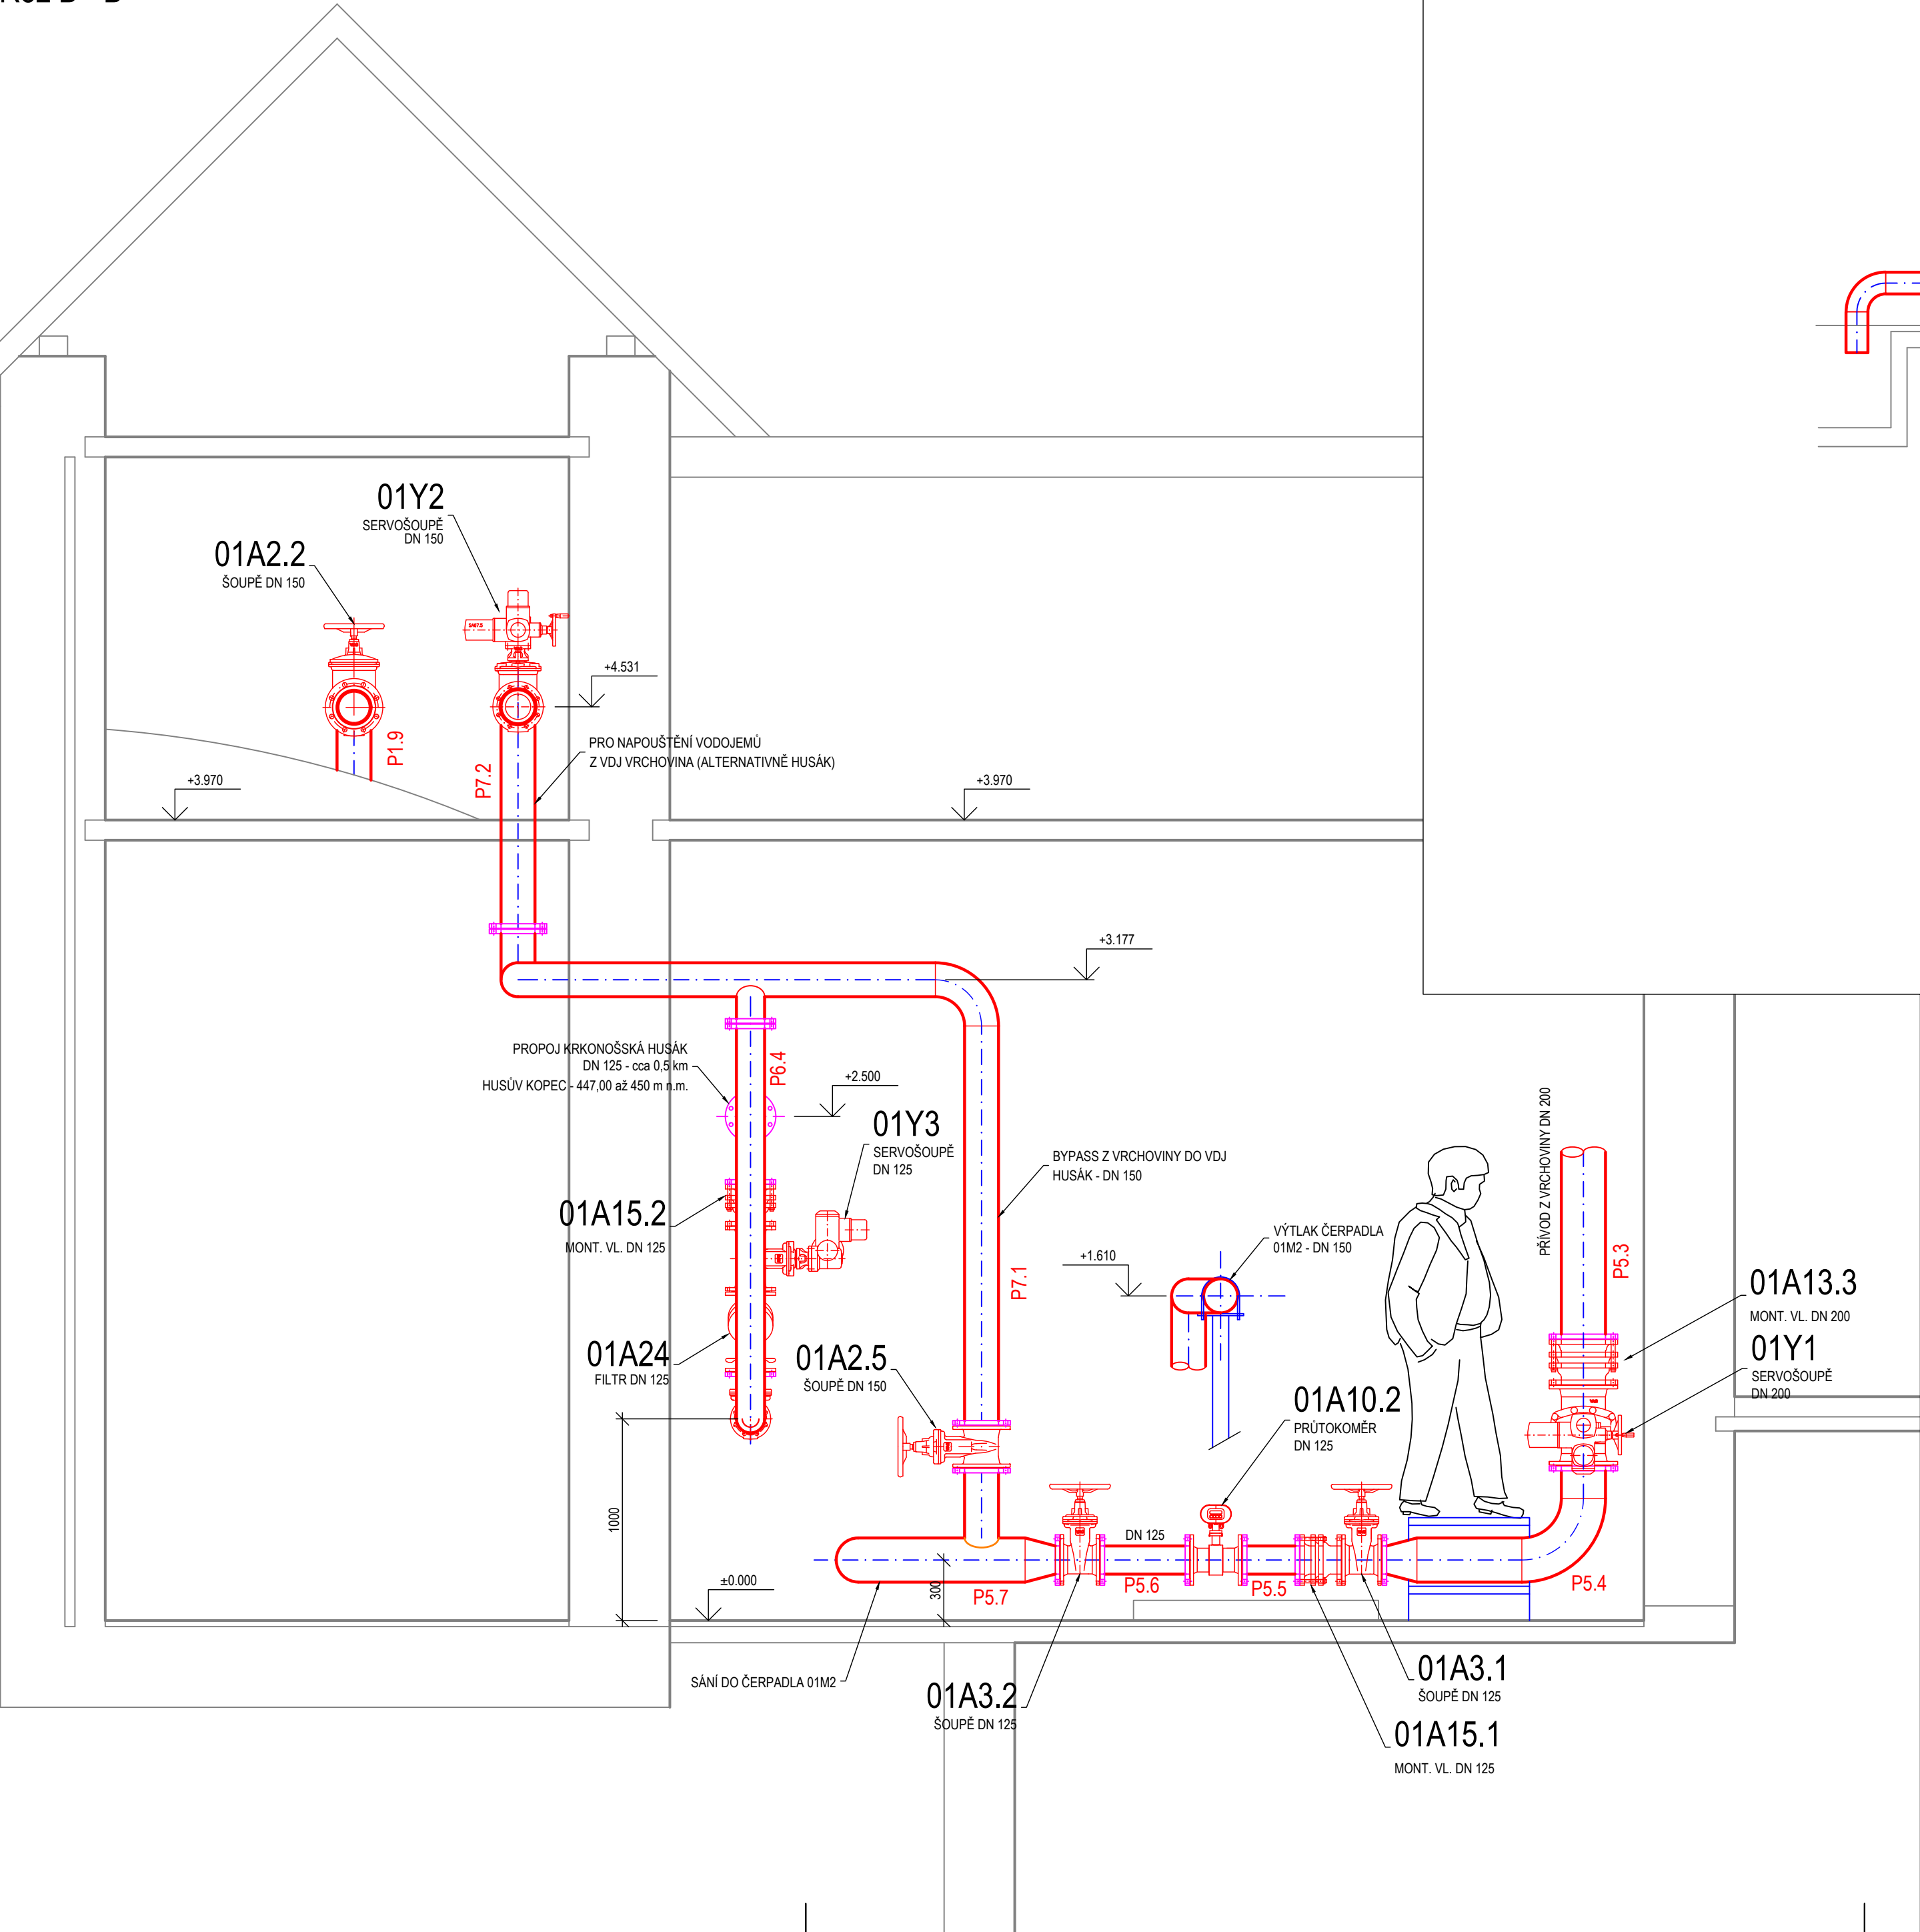 01Y2
SERVOŠOUPĚ
DN 150
01A2.2
ŠOUPĚ DN 150
+4.531
P1.9
P7.2
PRO NAPOUŠTĚNÍ VODOJEMŮ
Z VDJ VRCHOVINA (ALTERNATIVNĚ HUSÁK)
+3.970
+3.970
+3.177
PROPOJ KRKONOŠSKÁ HUSÁK
DN 125 - cca 0,5 km
HUSŮV KOPEC - 447,00 až 450 m n.m.
P6.4
+2.500
01Y3
SERVOŠOUPĚ
DN 125
BYPASS Z VRCHOVINY DO VDJ
HUSÁK - DN 150
PŘÍVOD Z VRCHOVINY DN 200
01A15.2
MONT. VL. DN 125
VÝTLAK ČERPADLA
01M2 - DN 150
+1.610
P7.1
P5.3
01A13.3
MONT. VL. DN 200
01Y1
SERVOŠOUPĚ
DN 200
01A24
FILTR DN 125
01A2.5
ŠOUPĚ DN 150
01A10.2
PRŮTOKOMĚR
DN 125
1000
DN 125
±0.000
300
P5.7
P5.6
P5.5
P5.4
SÁNÍ DO ČERPADLA 01M2
01A3.2
ŠOUPĚ DN 125
01A3.1
ŠOUPĚ DN 125
01A15.1
MONT. VL. DN 125